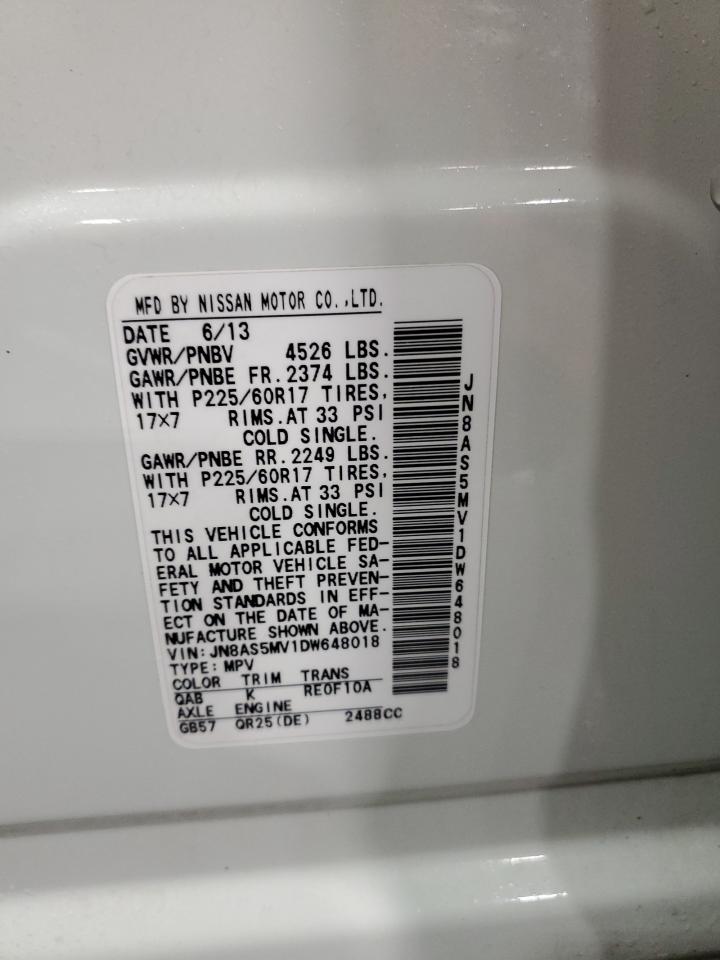 MFD BY NISSAN MOTOR CO.,LTD.
DATE 6/13
GVWR/PNBV 4526 LBS.
GAWR/PNBE FR.2374 LBS.
WITH P225/60R17 TIRES,
17×7 RIMS.AT 33 PSI
COLD SINGLE.
GAWR/PNBE RR.2249 LBS.
WITH P225/60R17 TIRES,
17×7 RIMS.AT 33 PSI
COLD SINGLE.
THIS VEHICLE CONFORMS
TO ALL APPLICABLE FED-
ERAL MOTOR VEHICLE SA-
FETY AND THEFT PREVEN-
TION STANDARDS IN EFF-
ECT ON THE DATE OF MA-
NUFACTURE SHOWN ABOVE.
VIN:JN8AS5MV1DW648018
TYPE:MPV
COLOR TRIM TRANS
QAB K RE0F10A
AXLE ENGINE
GB57 QR25(DE) 2488CC
JN8AS5MV1DW648018